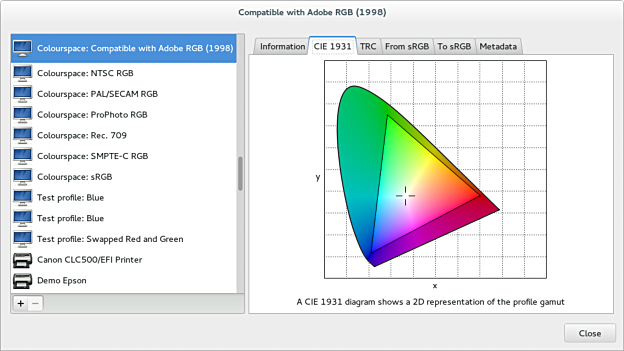 Compatible with Adobe RGB (1998)
Colourspace: Compatible with Adobe RGB (1998)
Colourspace: NTSC RGB
Colourspace: PAL/SECAM RGB
Colourspace: ProPhoto RGB
Colourspace: Rec. 709
Colourspace: SMPTE-C RGB
Colourspace: sRGB
Test profile: Blue
Test profile: Blue
Test profile: Swapped Red and Green
Canon CLC500/EFI Printer
Demo Epson
+ −
Information CIE 1931 TRC From sRGB To sRGB Metadata
y
x
A CIE 1931 diagram shows a 2D representation of the profile gamut
Close